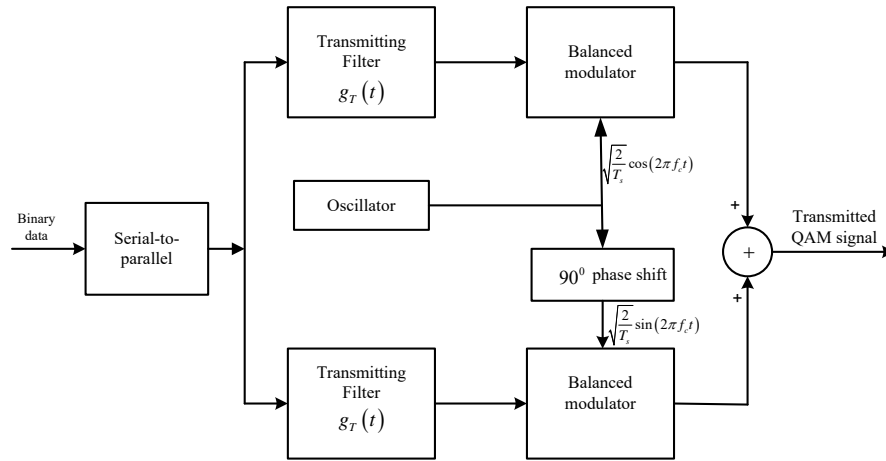 Transmitting
Filter
g_T(t)
Balanced
modulator
√(2/T_s) cos(2πf_c t)
Oscillator
Binary
data
Serial-to-
parallel
+
Transmitted
QAM signal
+
+
90⁰ phase shift
√(2/T_s) sin(2πf_c t)
Transmitting
Filter
g_T(t)
Balanced
modulator